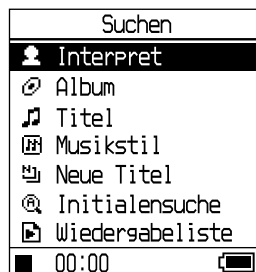 Suchen
Interpret
Album
Titel
Musikstil
Neue Titel
Initialensuche
Wiedergabeliste
00:00